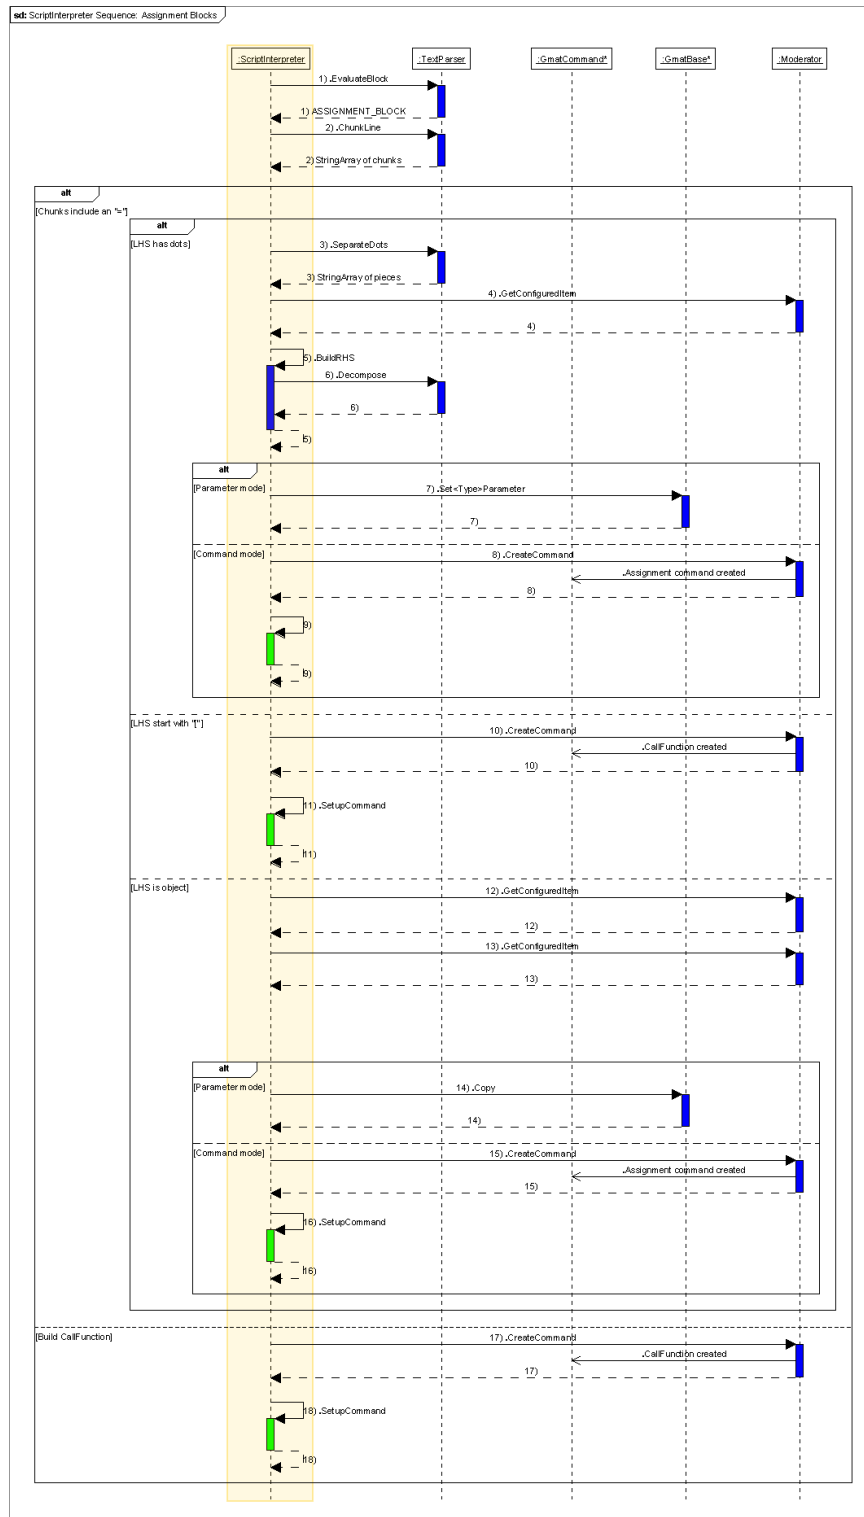 sd: ScriptInterpreter Sequence: Assignment Blocks
:ScriptInterpreter :TextParser :GmatCommand* :GmatBase* :Moderator
1) .EvaluateBlock
1) ASSIGNMENT_BLOCK
2) .ChunkLine
2) StringArray of chunks
alt
[Chunks include an "="]
alt
[LHS has dots]
3) .SeparateDots
3) StringArray of pieces
4) .GetConfiguredItem
4)
5) .BuildRHS
6) .Decompose
6)
5)
alt
[Parameter mode]
7) .Set<Type>Parameter
7)
[Command mode]
8) .CreateCommand
.Assignment command created
8)
9)
9)
[LHS start with "["]
10) .CreateCommand
.CallFunction created
10)
11) .SetupCommand
11)
[LHS is object]
12) .GetConfiguredItem
12)
13) .GetConfiguredItem
13)
alt
[Parameter mode]
14) .Copy
14)
[Command mode]
15) .CreateCommand
.Assignment command created
15)
16) .SetupCommand
16)
[Build CallFunction]
17) .CreateCommand
.CallFunction created
17)
18) .SetupCommand
18)